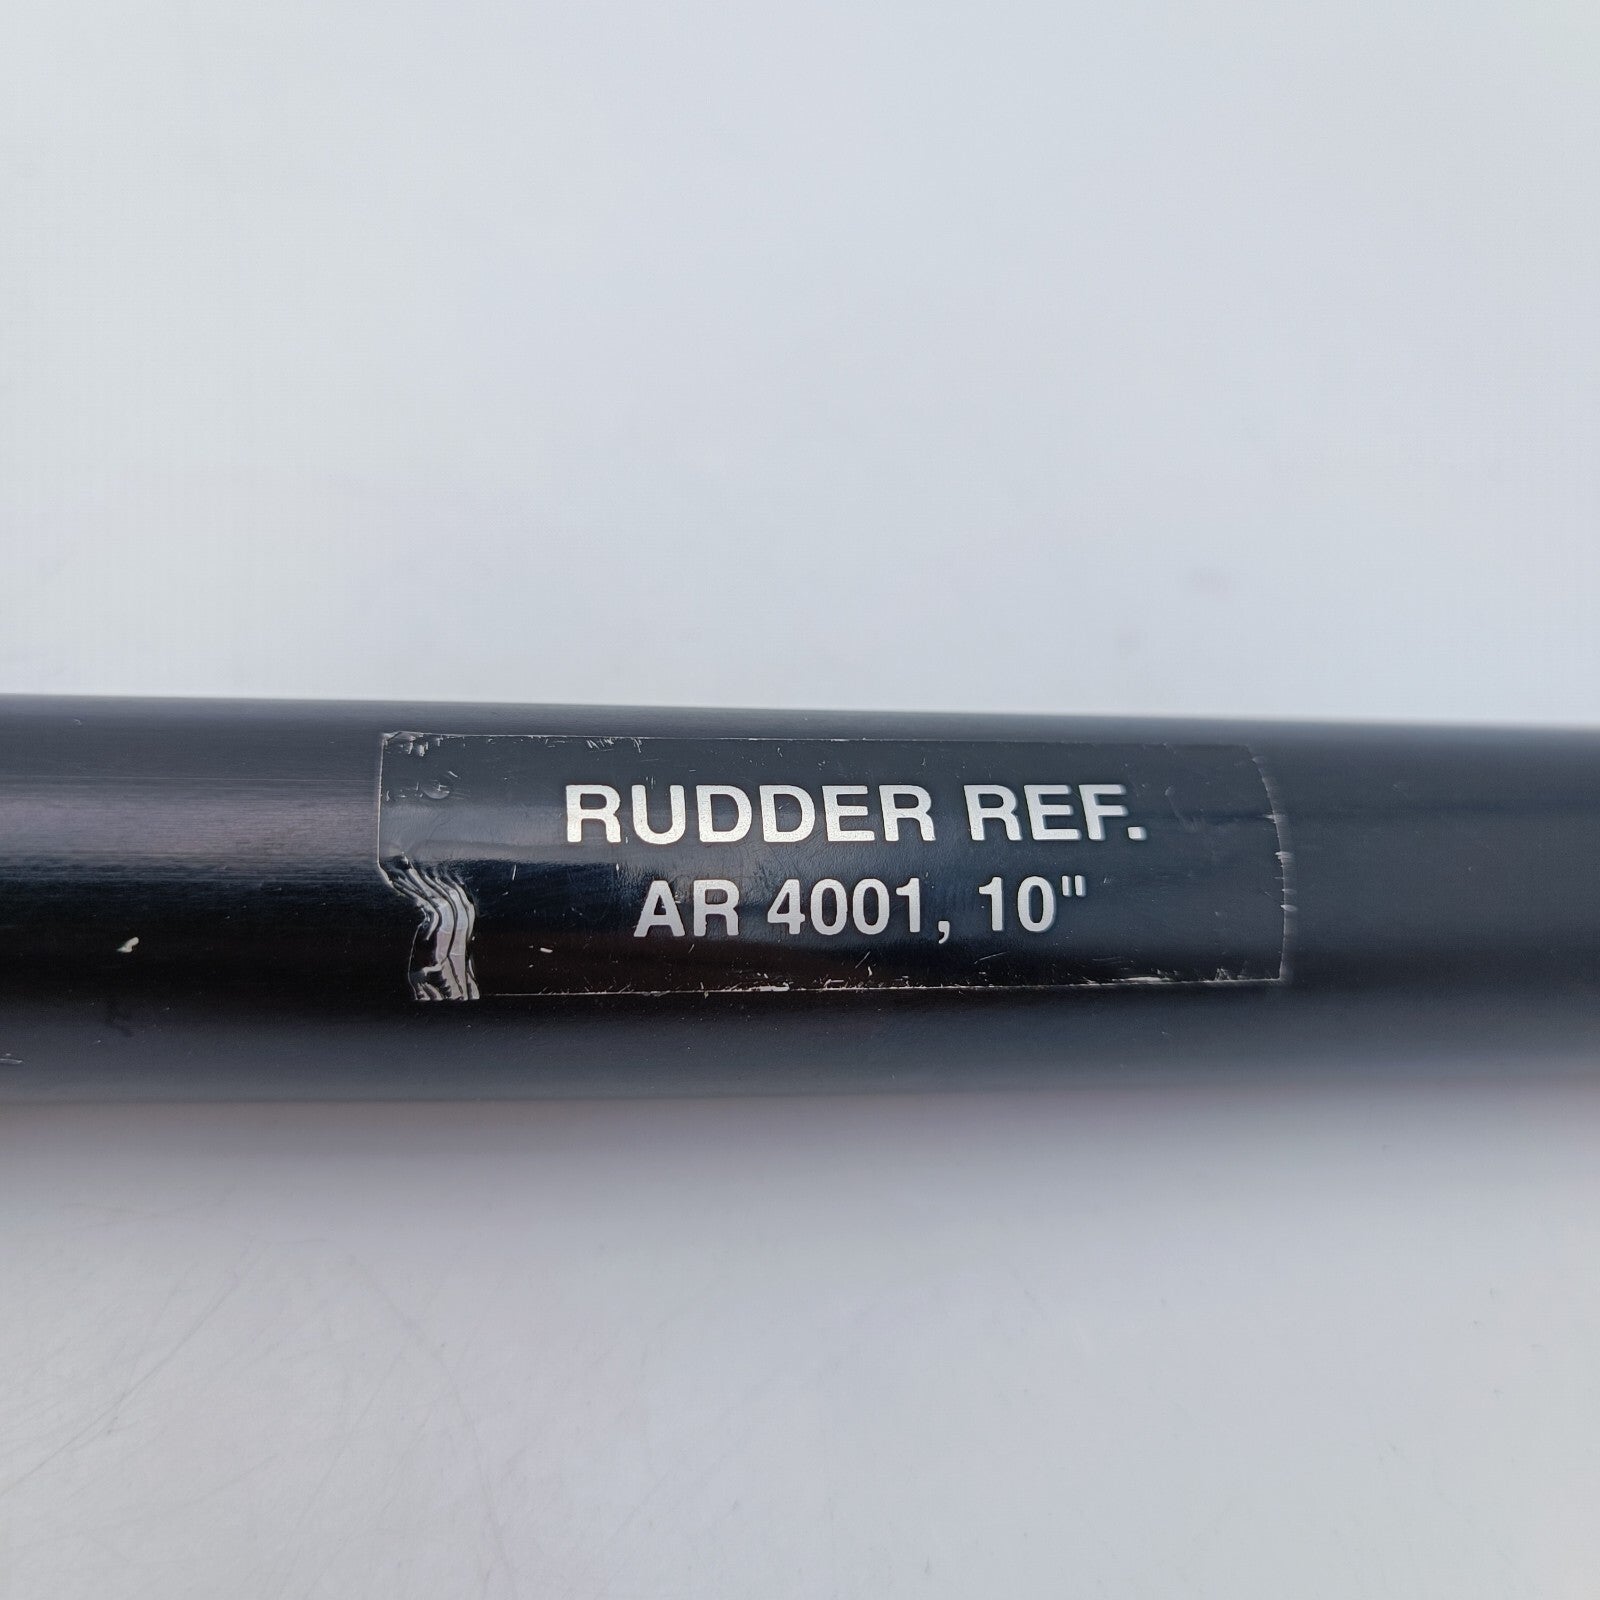 RUDDER REF.
AR 4001, 10"